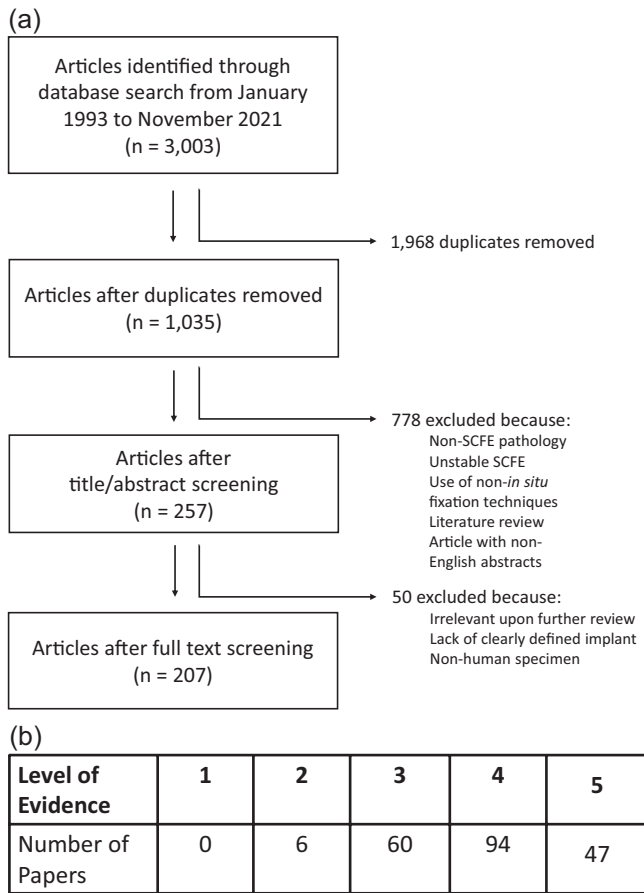 (a)
Articles identified through
database search from January
1993 to November 2021
(n = 3,003)
1,968 duplicates removed
Articles after duplicates removed
(n = 1,035)
778 excluded because:
Non-SCFE pathology
Unstable SCFE
Use of non-in situ
fixation techniques
Literature review
Article with non-
English abstracts
Articles after
title/abstract screening
(n = 257)
50 excluded because:
Irrelevant upon further review
Lack of clearly defined implant
Non-human specimen
Articles after full text screening
(n = 207)
(b)
Level of Evidence 1 2 3 4 5
Number of Papers 0 6 60 94 47